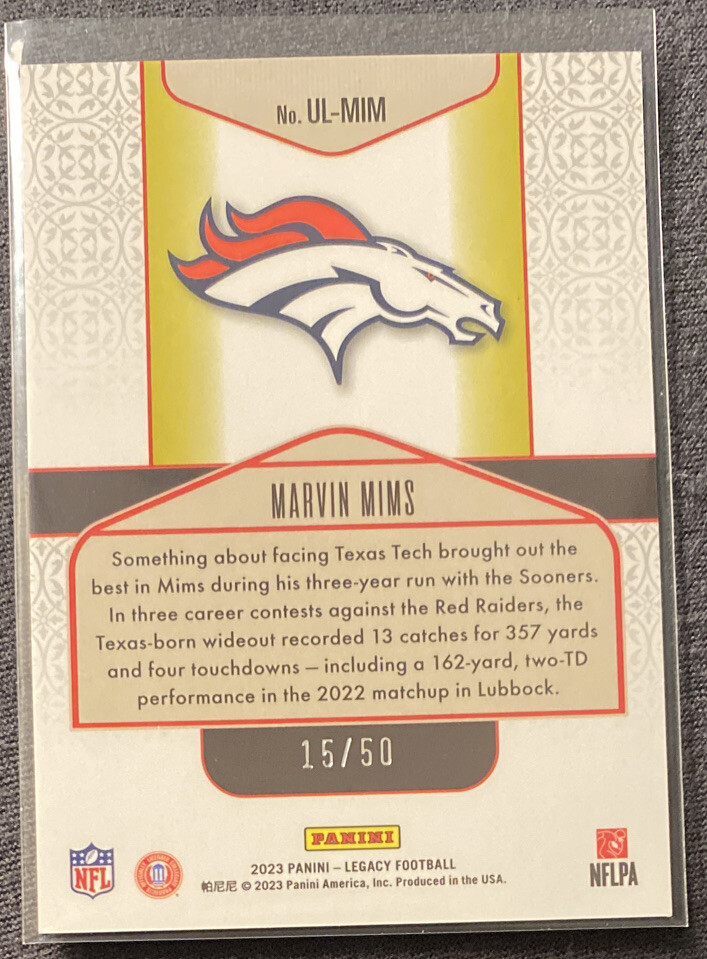 No. UL-MIM
MARVIN MIMS
Something about facing Texas Tech brought out the
best in Mims during his three-year run with the Sooners.
In three career contests against the Red Raiders, the
Texas-born wideout recorded 13 catches for 357 yards
and four touchdowns — including a 162-yard, two-TD
performance in the 2022 matchup in Lubbock.
15/50
PANINI
2023 PANINI – LEGACY FOOTBALL
帕尼尼 © 2023 Panini America, Inc. Produced in the USA.
NFL
NFLPA